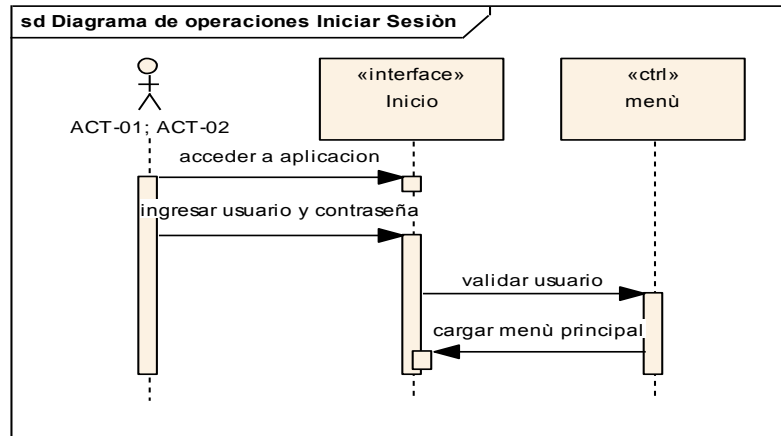 sd Diagrama de operaciones Iniciar Sesiòn
«interface»
Inicio
«ctrl»
menù
ACT-01; ACT-02
acceder a aplicacion
ingresar usuario y contraseña
validar usuario
cargar menù principal